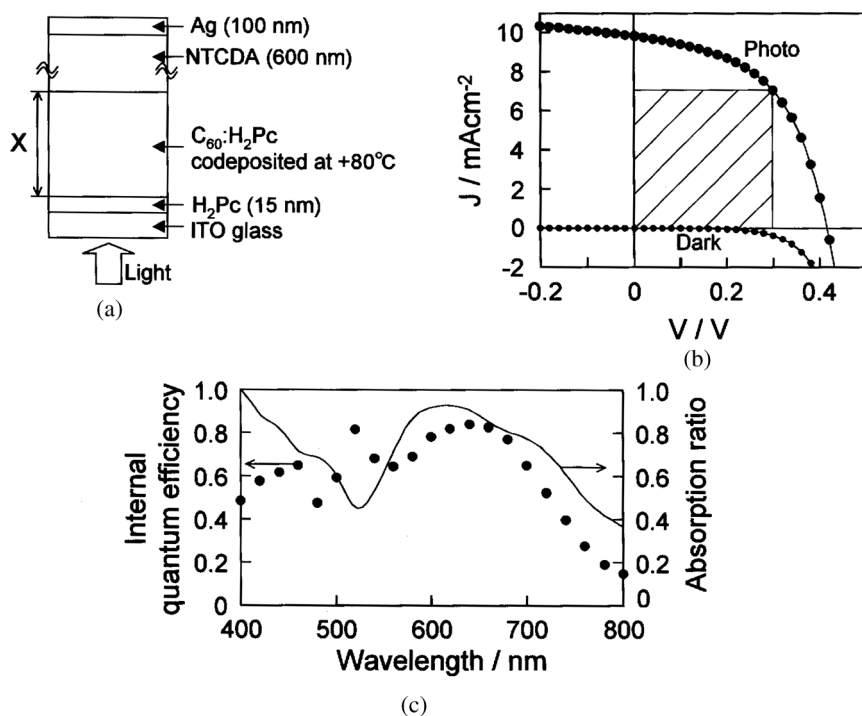 Ag (100 nm)
NTCDA (600 nm)
X
C₆₀:H₂Pc
codeposited at +80°C
H₂Pc (15 nm)
ITO glass
Light
(a)
J / mAcm⁻²
10
8
6
4
2
0
-2
Photo
Dark
-0.2
0
0.2
0.4
V / V
(b)
Internal
quantum efficiency
1.0
0.8
0.6
0.4
0.2
0
1.0
0.8
0.6
0.4
0.2
0
Absorption ratio
400
500
600
700
800
Wavelength / nm
(c)